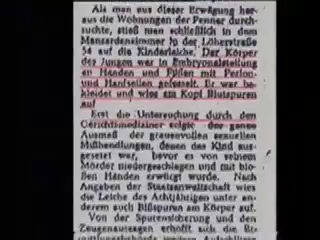 Als man aus dieser Erwägung her-
aus die Wohnungen der Penner durch-
suchte, stieß man schließlich in dem
Mansardenzimmer in der Löherstraße
54 auf die Kinderleiche. Der Körper
des Jungen war in Embryonalstellung
an Händen und Füßen mit Perlon-
und Hanfseilen gefesselt. Er war be-
kleidet und wies am Kopf Blutspuren
auf
Erst die Untersuchung durch den
Gerichtsmediziner zeigte das ganze
Ausmaß der grauenvollen sexuellen
Mißhandlungen, denen das Kind aus-
gesetzt war, bevor es von seinem
Mörder niedergeschlagen und mit blo-
ßen Händen erwürgt wurde. Nach
Angaben der Staatsanwaltschaft wies
die Leiche des Achtjährigen unter an-
derem auch Bißspuren am Körper auf
Von der Spurensicherung und den
Zeugenaussagen erhofft sich die